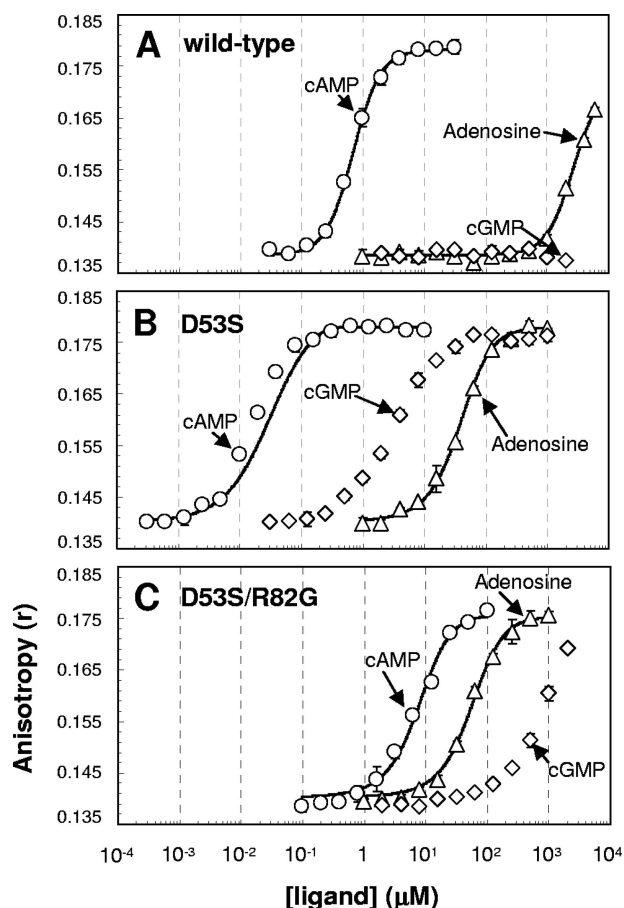 A wild-type
0.185
0.175
0.165
0.155
0.145
0.135
cAMP
Adenosine
cGMP
B D53S
0.185
0.175
0.165
0.155
0.145
0.135
cAMP
cGMP
Adenosine
C D53S/R82G
0.185
0.175
0.165
0.155
0.145
0.135
Adenosine
cAMP
cGMP
Anisotropy (r)
10⁻⁴ 10⁻³ 10⁻² 10⁻¹ 1 10¹ 10² 10³ 10⁴
[ligand] (μM)